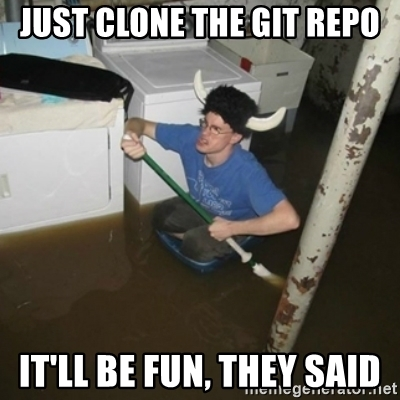 JUST CLONE THE GIT REPO
IT'LL BE FUN, THEY SAID
memegenerator.net